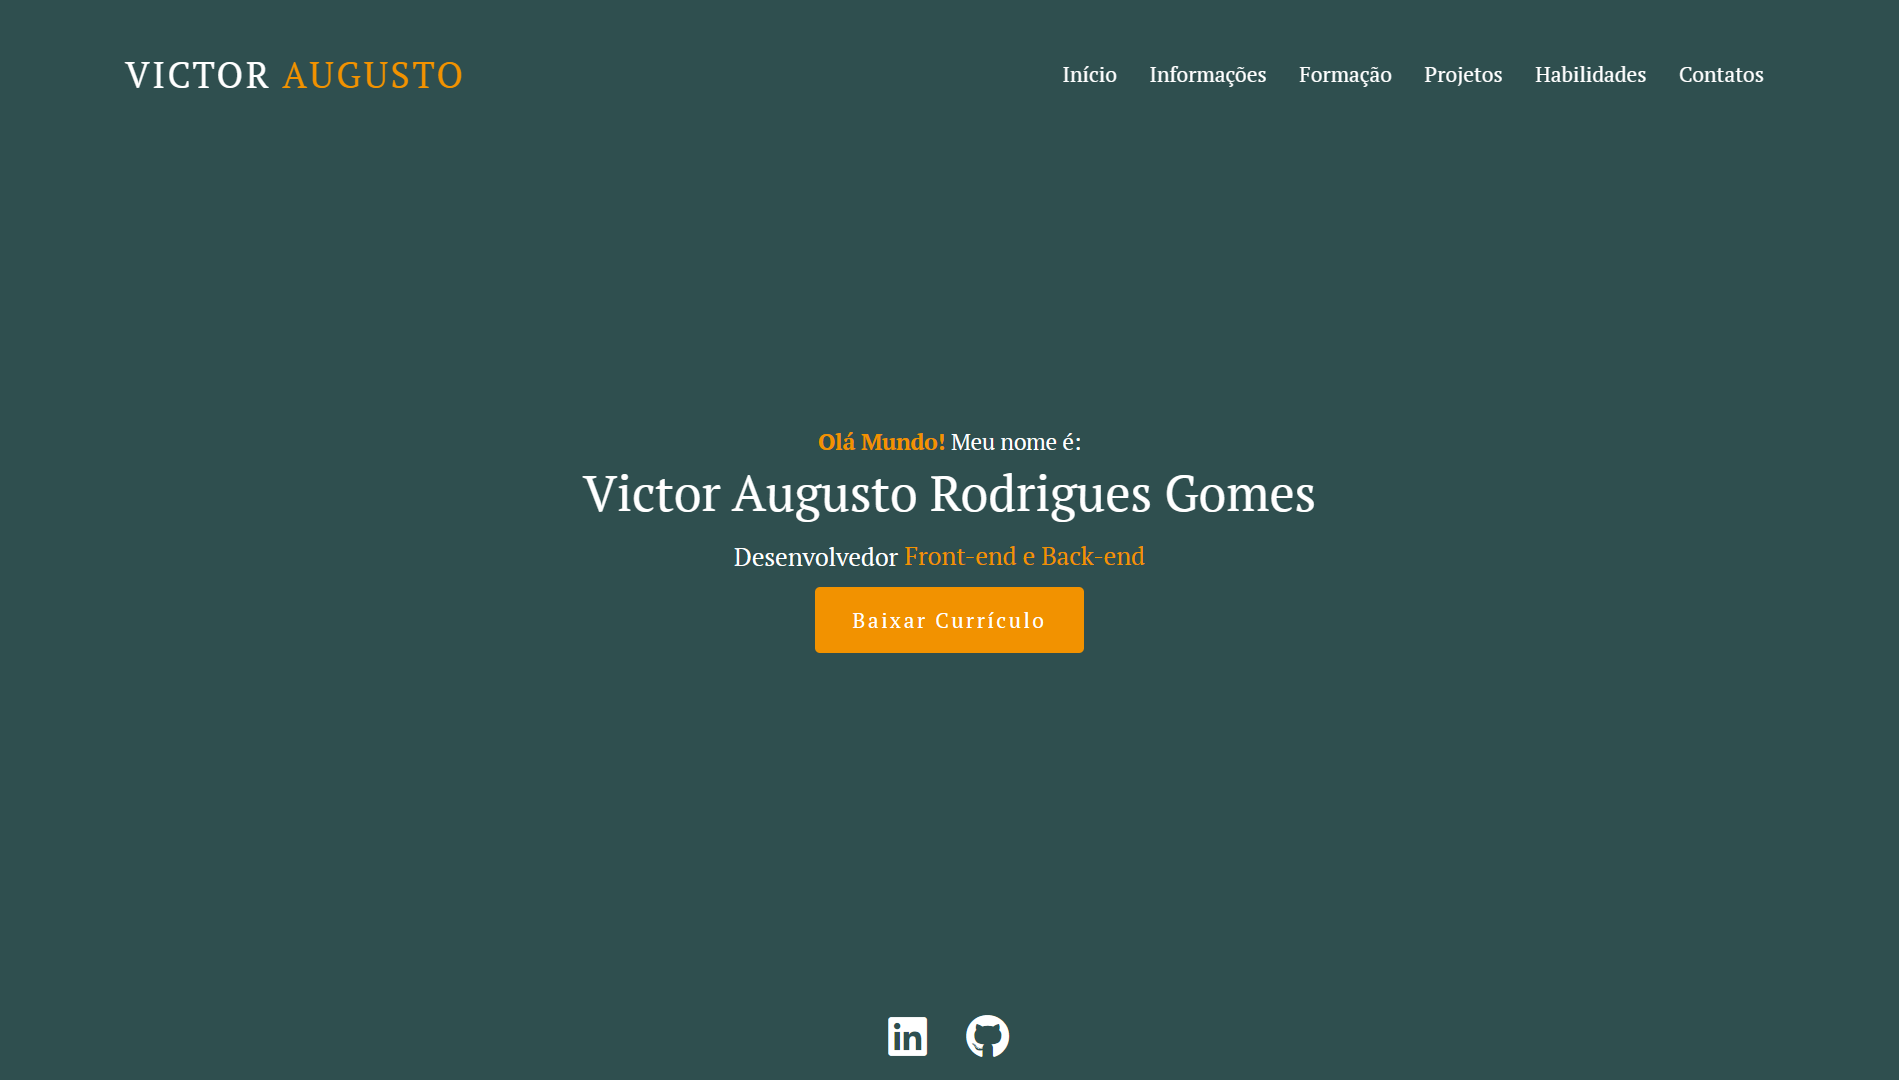 VICTOR AUGUSTO
Início Informações Formação Projetos Habilidades Contatos
Olá Mundo! Meu nome é:
Victor Augusto Rodrigues Gomes
Desenvolvedor Front-end e Back-end
Baixar Currículo
in